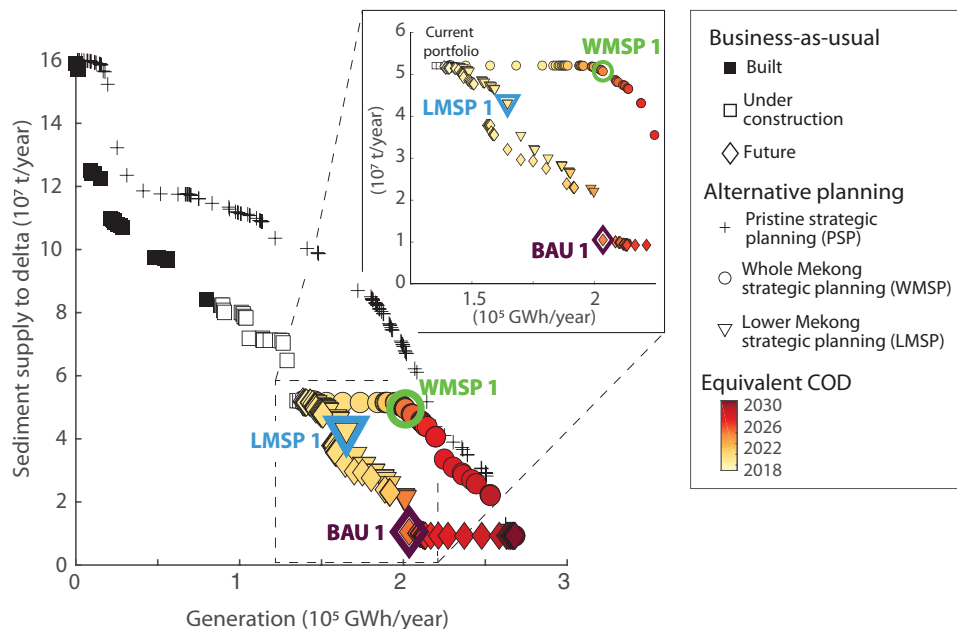 Sediment supply to delta (10⁷ t/year)
16
14
12
10
8
6
4
2
0
0
1
2
3
Generation (10⁵ GWh/year)
WMSP 1
LMSP 1
BAU 1
(10⁷ t/year)
6
5
4
3
2
1
0
1.5
2
(10⁵ GWh/year)
Current
portfolio
WMSP 1
LMSP 1
BAU 1
Business-as-usual
Built
Under
construction
Future
Alternative planning
Pristine strategic
planning (PSP)
Whole Mekong
strategic planning (WMSP)
Lower Mekong
strategic planning (LMSP)
Equivalent COD
2030
2026
2022
2018